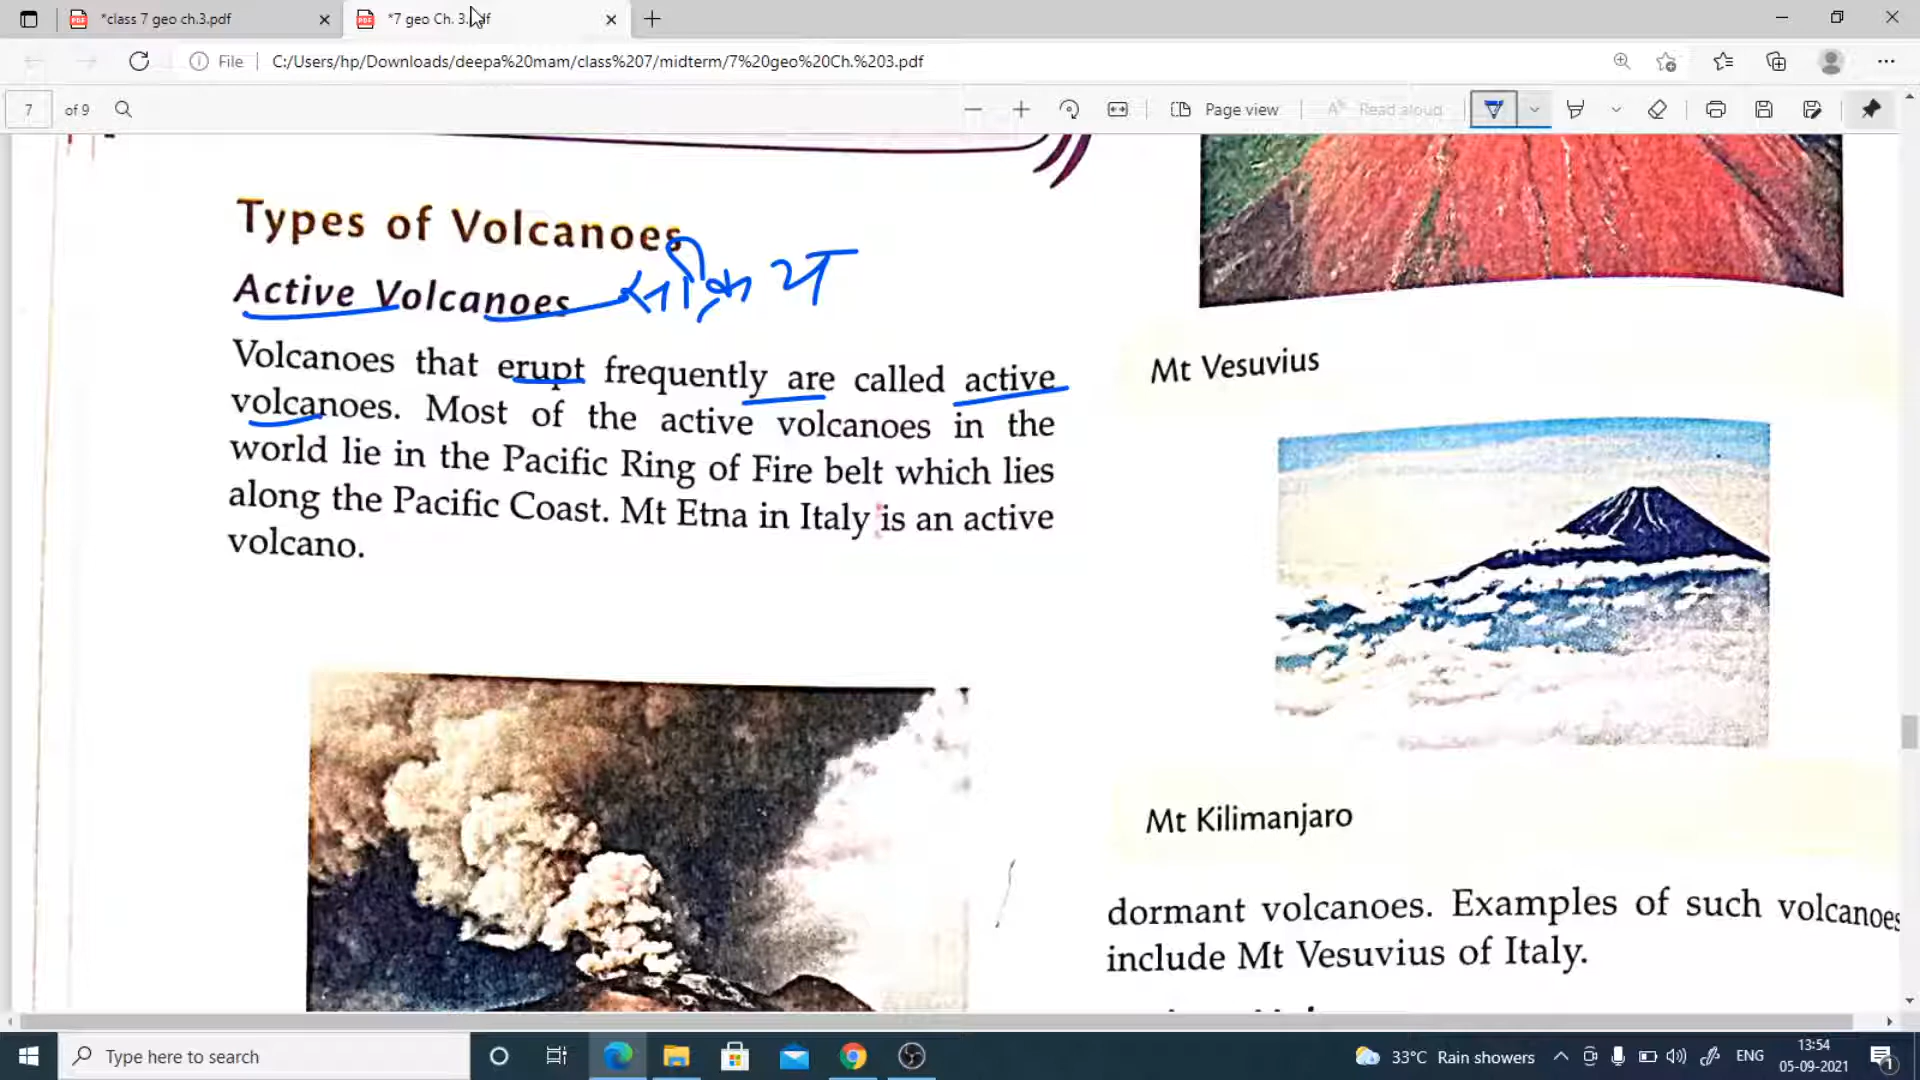 *class 7 geo ch.3.pdf
File
C:/Users/hp/Downloads/deepa%20mam/class%207/midterm/7%20geo%20Ch.%203.pdf
7 of 9
Page view
Read aloud
Types of Volcanoes
Active Volcanoes सक्रिय
Volcanoes that erupt frequently are called active
volcanoes. Most of the active volcanoes in the
world lie in the Pacific Ring of Fire belt which lies
along the Pacific Coast. Mt Etna in Italy is an active
volcano.
Mt Vesuvius
Mt Kilimanjaro
dormant volcanoes. Examples of such volcanoes
include Mt Vesuvius of Italy.
Type here to search
33°C Rain showers
ENG
13:54
05-09-2021
1